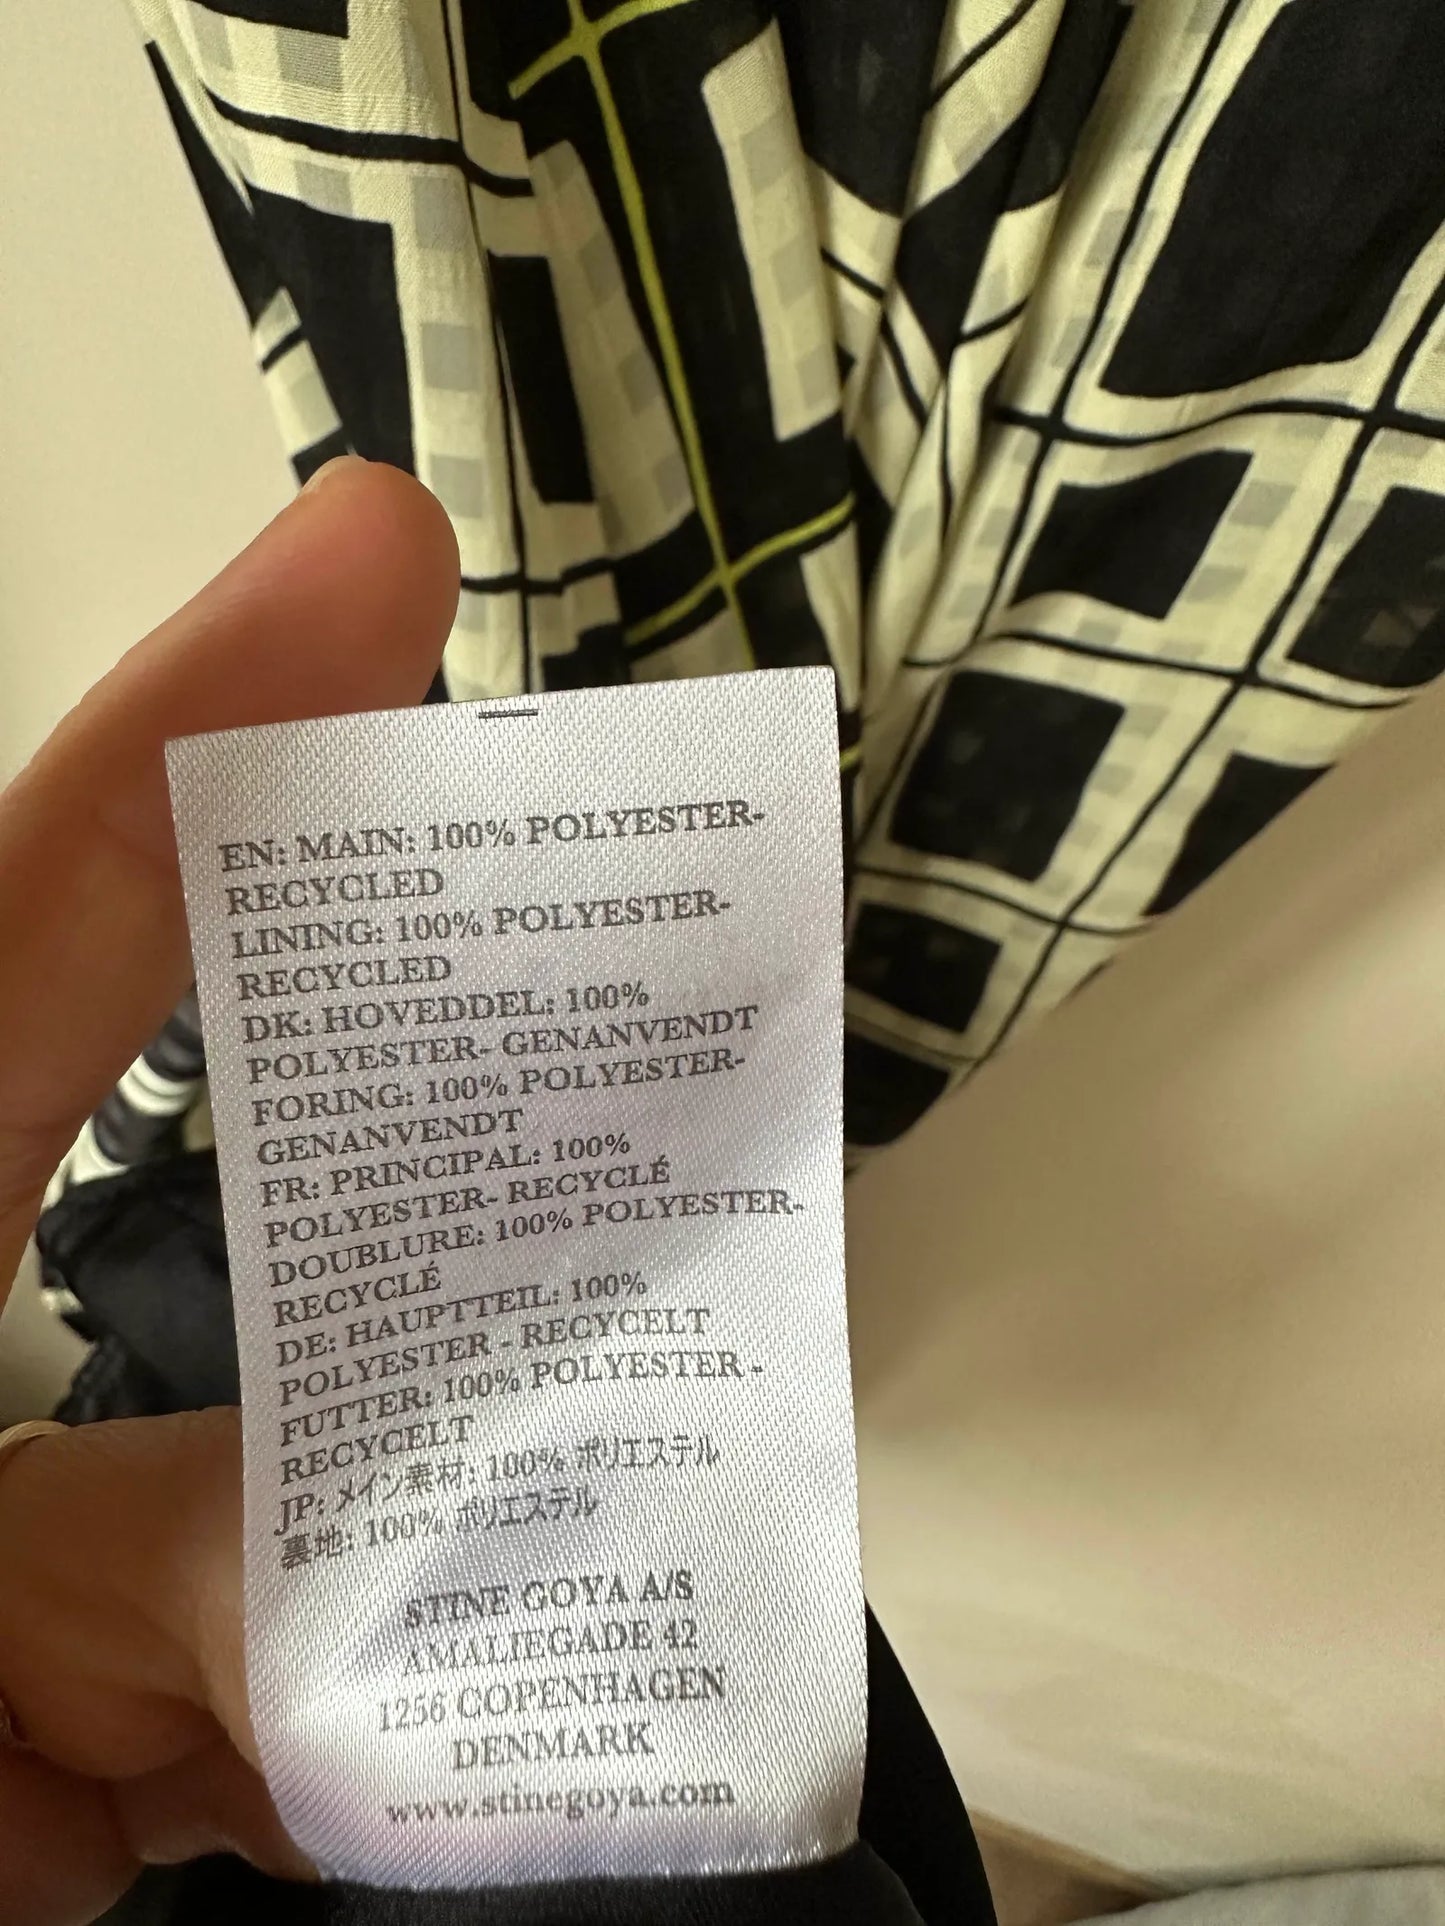 EN: MAIN: 100% POLYESTER-
RECYCLED
LINING: 100% POLYESTER-
RECYCLED
DK: HOVEDDEL: 100%
POLYESTER- GENANVENDT
FORING: 100% POLYESTER-
GENANVENDT
FR: PRINCIPAL: 100%
POLYESTER- RECYCLÉ
DOUBLURE: 100% POLYESTER-
RECYCLÉ
DE: HAUPTTEIL: 100%
POLYESTER - RECYCELT
FUTTER: 100% POLYESTER -
RECYCELT
JP: メイン素材: 100% ポリエステル
裏地: 100% ポリエステル
STINE GOYA A/S
AMALIEGADE 42
1256 COPENHAGEN
DENMARK
www.stinegoya.com